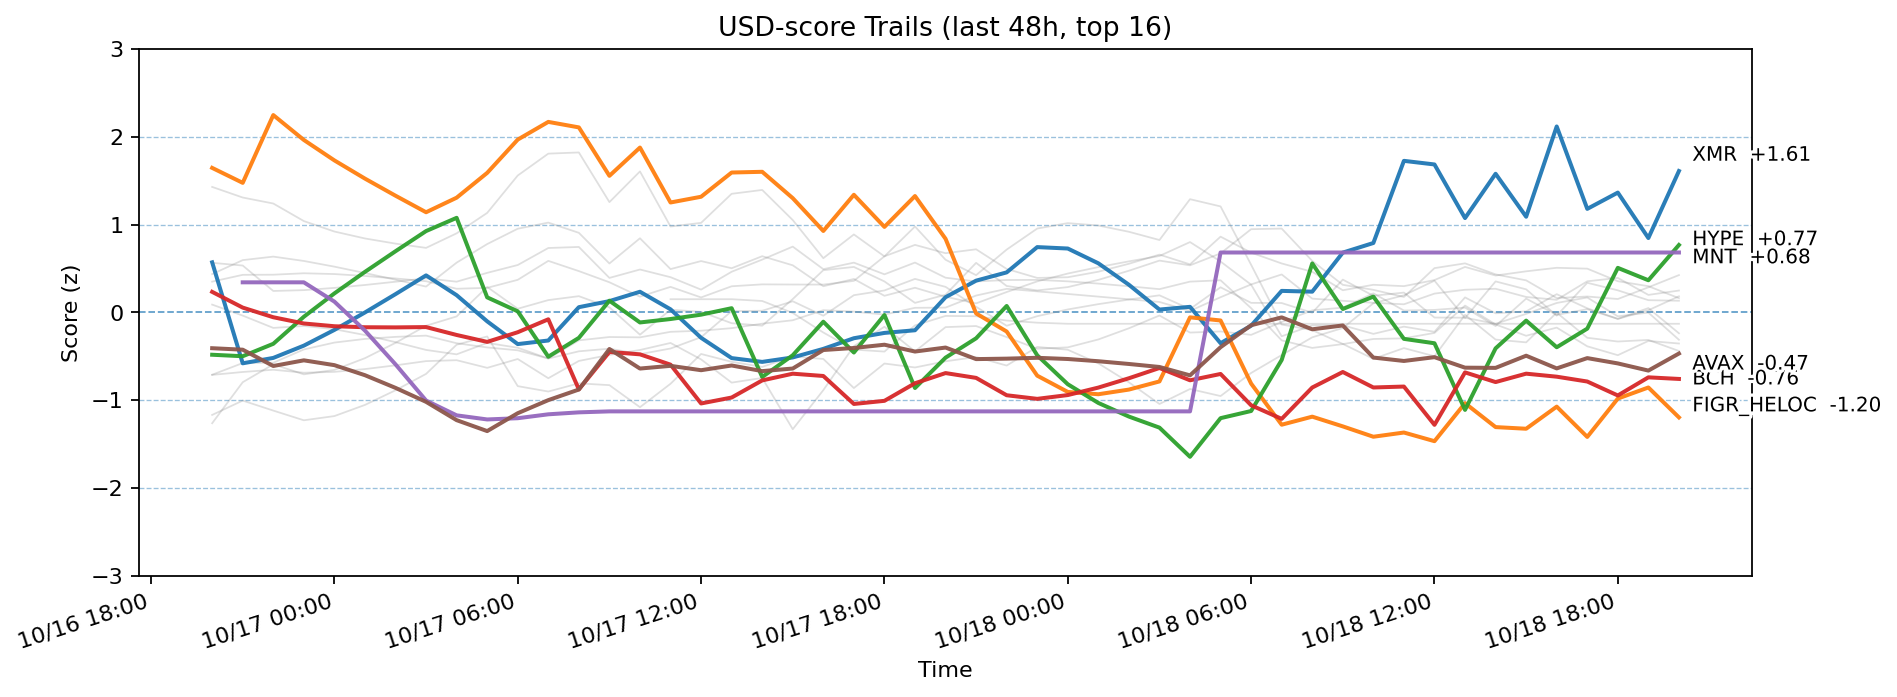 USD-score Trails (last 48h, top 16)
Score (z)
3
2
1
0
−1
−2
−3
XMR +1.61
HYPE +0.77
MNT +0.68
AVAX -0.47
BCH -0.76
FIGR_HELOC -1.20
10/16 18:00
10/17 00:00
10/17 06:00
10/17 12:00
10/17 18:00
10/18 00:00
10/18 06:00
10/18 12:00
10/18 18:00
Time